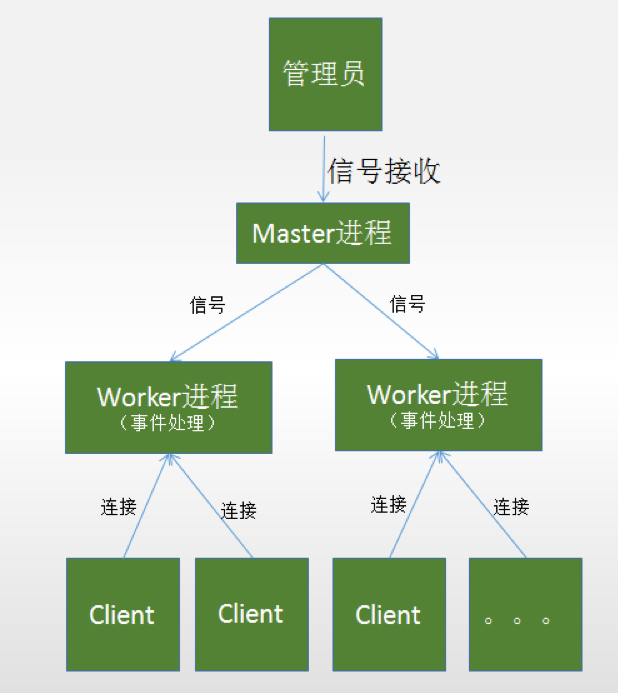 管理员
信号接收
Master进程
信号
信号
Worker进程
（事件处理）
Worker进程
（事件处理）
连接
连接
连接
连接
Client
Client
Client
。。。